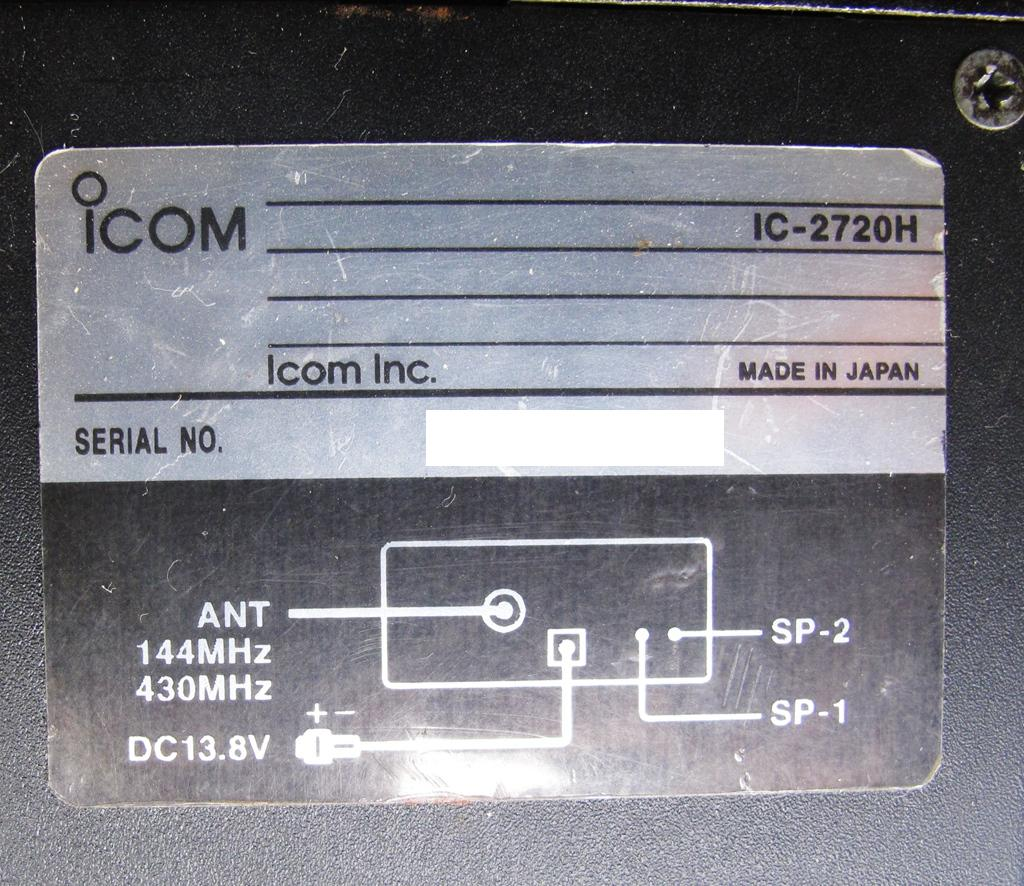 iCOM
IC-2720H
Icom Inc.
MADE IN JAPAN
SERIAL NO.
ANT
144MHz
430MHz
+ -
DC13.8V
SP-2
SP-1